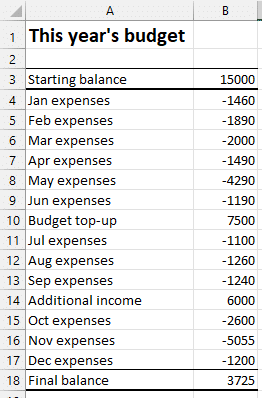 A B
1 This year's budget
2
3 Starting balance 15000
4 Jan expenses -1460
5 Feb expenses -1890
6 Mar expenses -2000
7 Apr expenses -1490
8 May expenses -4290
9 Jun expenses -1190
10 Budget top-up 7500
11 Jul expenses -1100
12 Aug expenses -1260
13 Sep expenses -1240
14 Additional income 6000
15 Oct expenses -2600
16 Nov expenses -5055
17 Dec expenses -1200
18 Final balance 3725